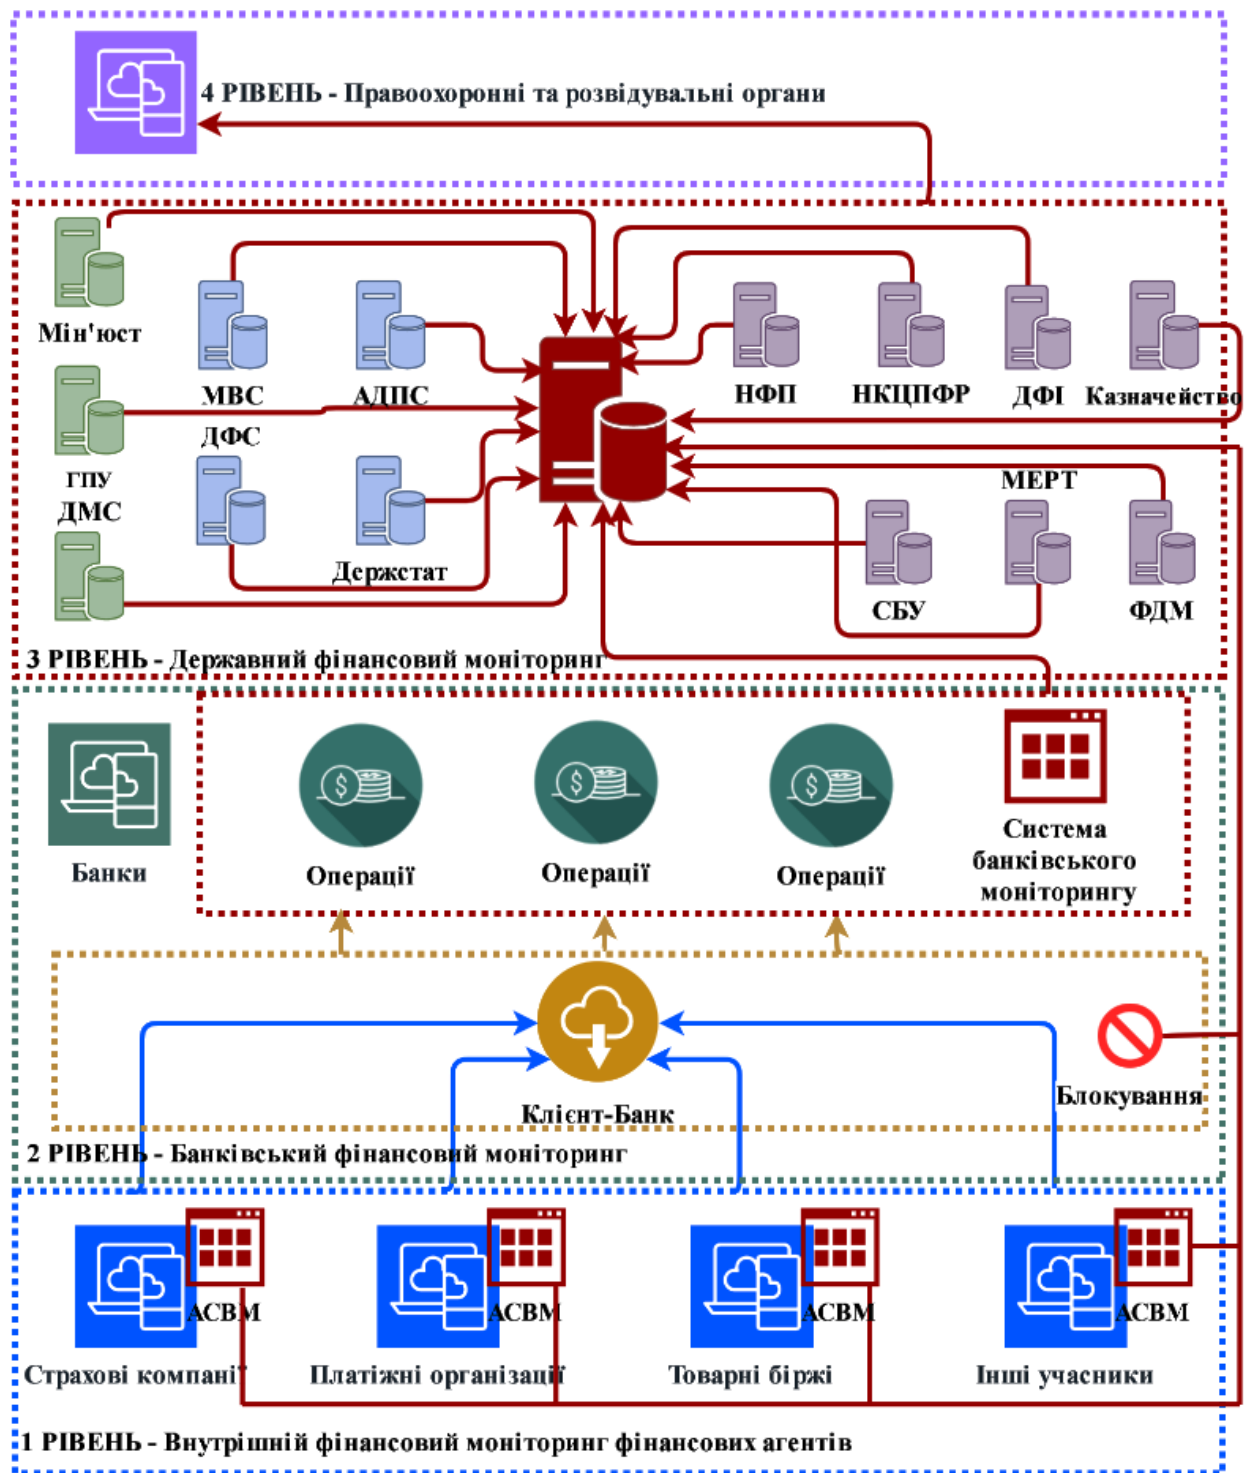 4 РІВЕНЬ - Правоохоронні та розвідувальні органи
Мін'юст
МВС
АДПС
НФП
НКЦПФР
ДФІ
Казначейство
ДФС
ГПУ
ДМС
МЕРТ
Держстат
СБУ
ФДМ
3 РІВЕНЬ - Державний фінансовий моніторинг
Банки
Операції
Операції
Операції
Система
банківського
моніторингу
Клієнт-Банк
Блокування
2 РІВЕНЬ - Банківський фінансовий моніторинг
АСВМ
АСВМ
АСВМ
АСВМ
Страхові компанії
Платіжні організації
Товарні біржі
Інші учасники
1 РІВЕНЬ - Внутрішній фінансовий моніторинг фінансових агентів